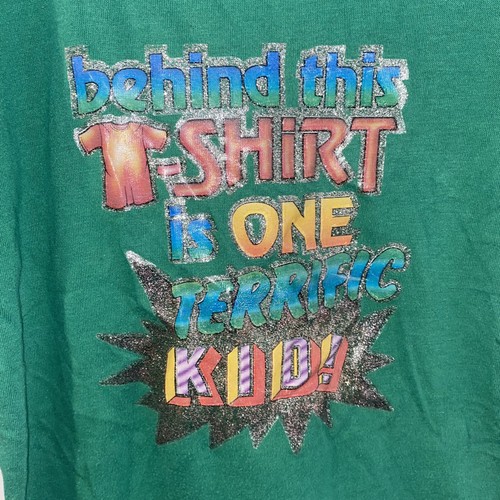 behind this
T-SHiRT
is ONE
TERRIFIC
KID!